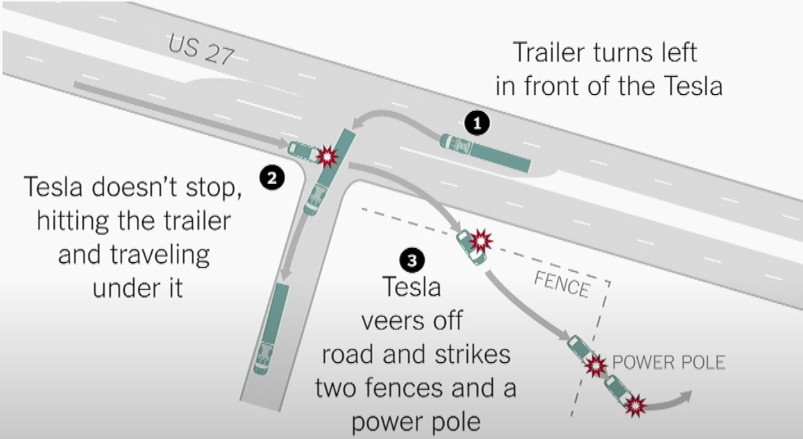 US 27
Trailer turns left
in front of the Tesla
1
2
Tesla doesn't stop,
hitting the trailer
and traveling
under it
3
Tesla
veers off
road and strikes
two fences and a
power pole
FENCE
POWER POLE